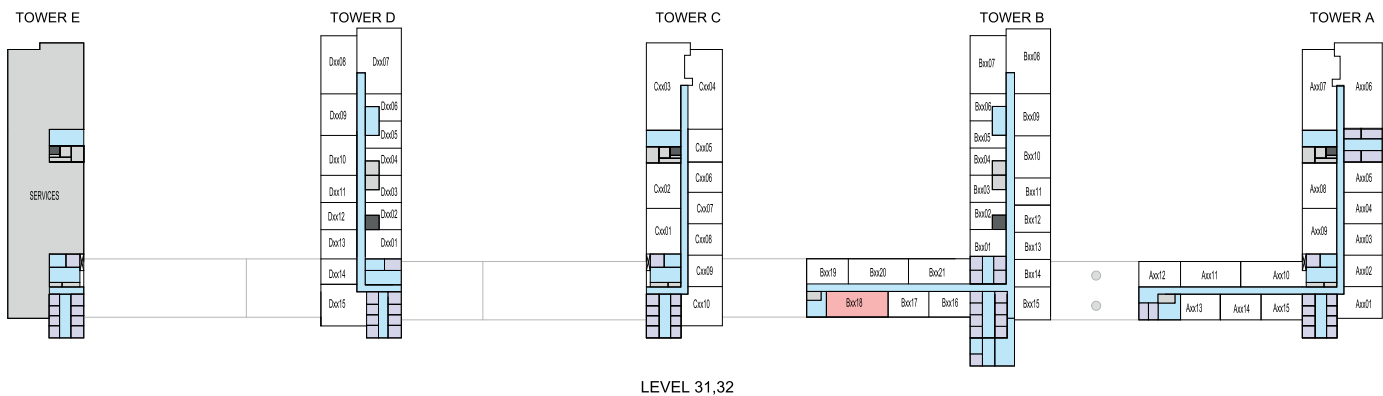 TOWER E
TOWER D
TOWER C
TOWER B
TOWER A
SERVICES
Dxx08
Dxx07
Dxx09
Dxx06
Dxx05
Dxx10
Dxx04
Dxx11
Dxx03
Dxx12
Dxx02
Dxx13
Dxx01
Dxx14
Dxx15
Cxx03
Cxx04
Cxx05
Cxx02
Cxx06
Cxx07
Cxx01
Cxx08
Cxx09
Cxx10
Bxx07
Bxx08
Bxx06
Bxx09
Bxx05
Bxx04
Bxx10
Bxx03
Bxx11
Bxx02
Bxx12
Bxx01
Bxx13
Bxx19
Bxx20
Bxx21
Bxx14
Bxx18
Bxx17
Bxx16
Bxx15
Axx07
Axx06
Axx08
Axx05
Axx04
Axx09
Axx03
Axx12
Axx11
Axx10
Axx02
Axx13
Axx14
Axx15
Axx01
LEVEL 31,32